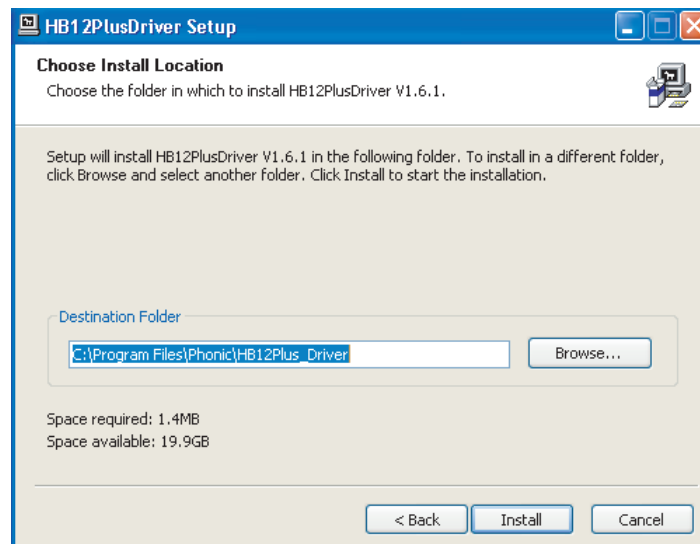 HB12PlusDriver Setup
Choose Install Location
Choose the folder in which to install HB12PlusDriver V1.6.1.
Setup will install HB12PlusDriver V1.6.1 in the following folder. To install in a different folder,
click Browse and select another folder. Click Install to start the installation.
Destination Folder
C:\Program Files\Phonic\HB12Plus_Driver
Browse...
Space required: 1.4MB
Space available: 19.9GB
< Back Install Cancel